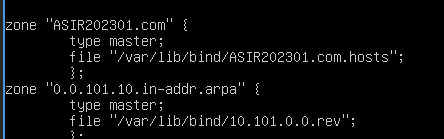 zone "ASIR202301.com" {
        type master;
        file "/var/lib/bind/ASIR202301.com.hosts";
        };
zone "0.0.101.10.in-addr.arpa" {
        type master;
        file "/var/lib/bind/10.101.0.0.rev";
        };